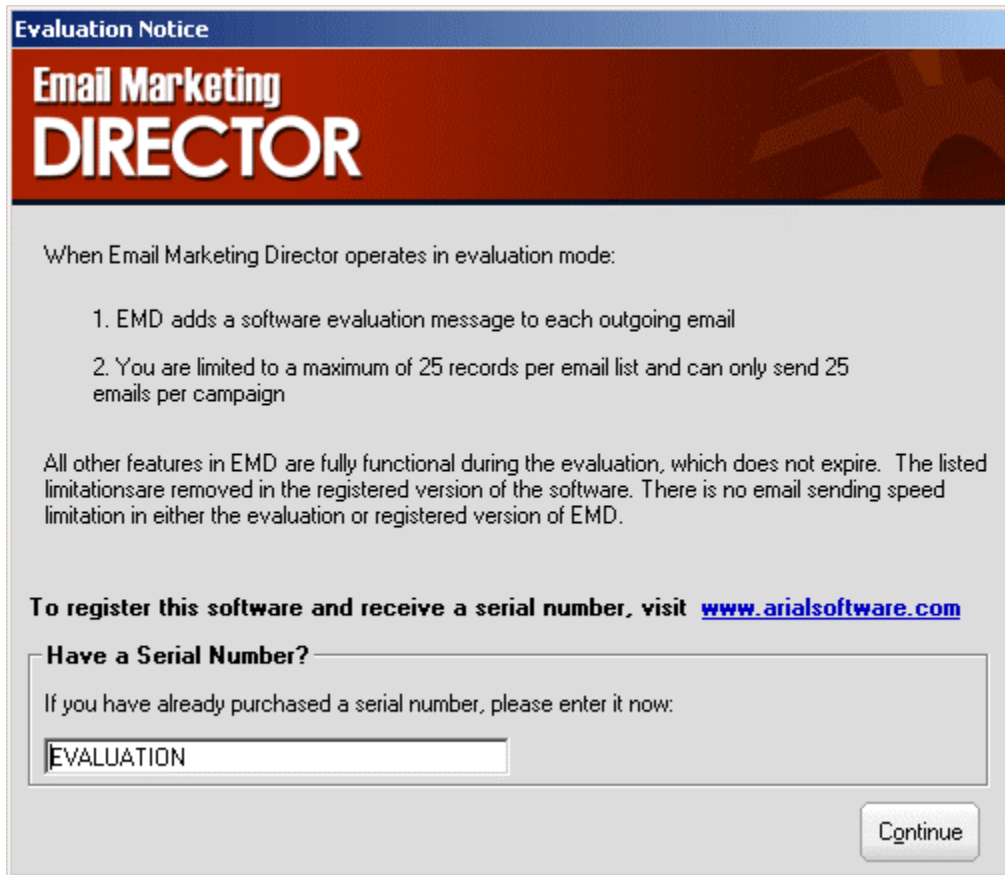 Evaluation Notice
Email Marketing
DIRECTOR
When Email Marketing Director operates in evaluation mode:
1. EMD adds a software evaluation message to each outgoing email
2. You are limited to a maximum of 25 records per email list and can only send 25
emails per campaign
All other features in EMD are fully functional during the evaluation, which does not expire.  The listed
limitationsare removed in the registered version of the software. There is no email sending speed
limitation in either the evaluation or registered version of EMD.
To register this software and receive a serial number, visit www.arialsoftware.com
Have a Serial Number?
If you have already purchased a serial number, please enter it now:
EVALUATION
Continue